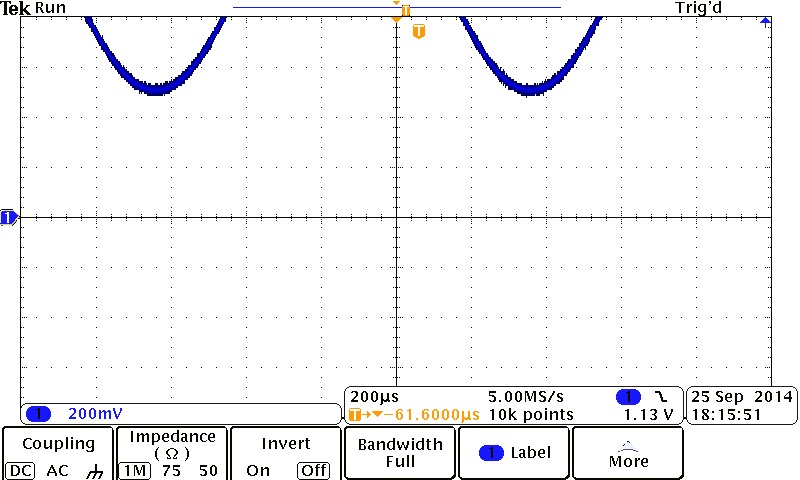 Tek Run Trig'd
T
T
1
1 200mV
200µs 5.00MS/s 1
T→▼−61.6000µs 10k points 1.13 V
25 Sep 2014
18:15:51
Coupling
DC AC
Impedance
(Ω)
1M 75 50
Invert
On Off
Bandwidth
Full
1 Label
More